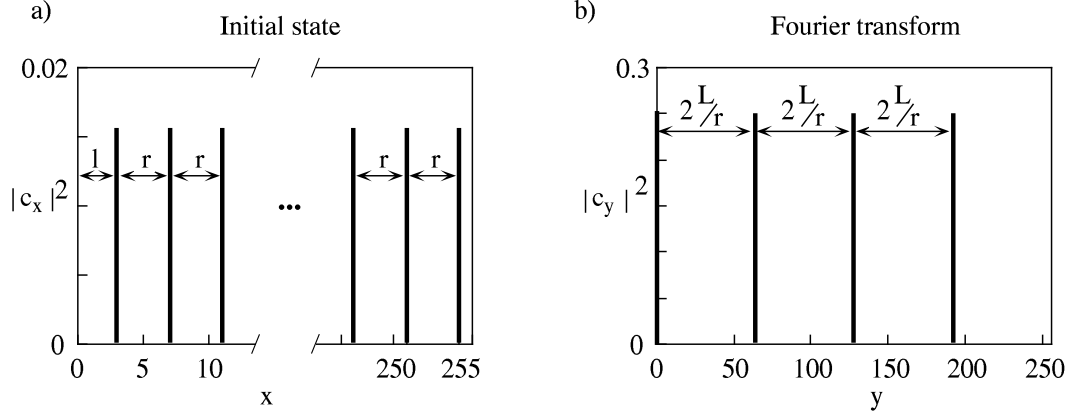 a)
Initial state
0.02
l r r r r
|c_x|^2
...
0
0 5 10 250 255
x
b)
Fourier transform
0.3
2^L/r 2^L/r 2^L/r
|c_y|^2
0
0 50 100 150 200 250
y